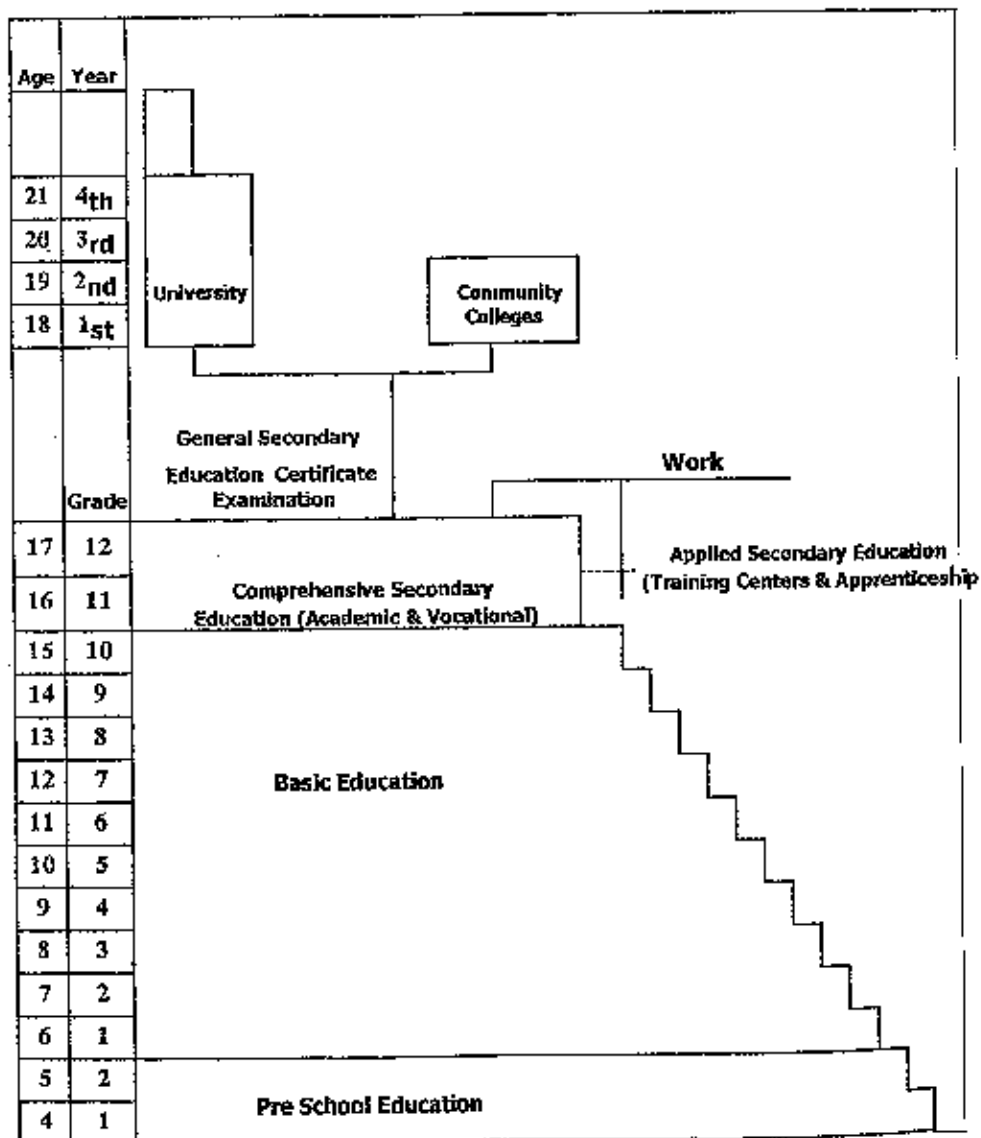 Age Year
21 4th
20 3rd
19 2nd
18 1st
University
Community
Colleges
General Secondary
Education Certificate
Examination
Work
Grade
17 12
16 11
Comprehensive Secondary
Education (Academic & Vocational)
Applied Secondary Education
(Training Centers & Apprenticeship
15 10
14 9
13 8
12 7
11 6
10 5
9 4
8 3
7 2
6 1
Basic Education
5 2
4 1
Pre School Education